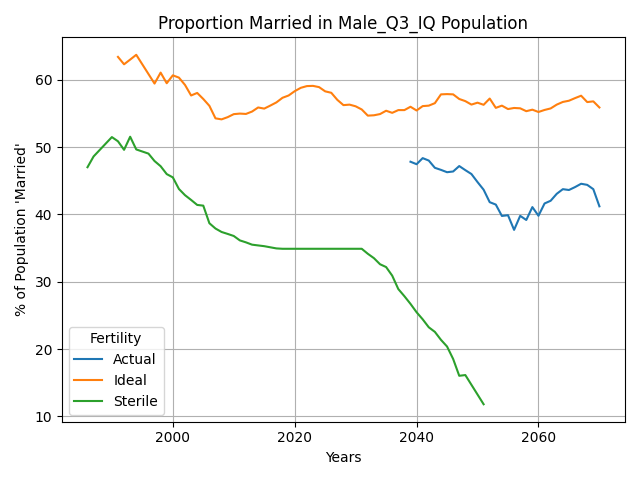 Proportion Married in Male_Q3_IQ Population
% of Population 'Married'
60
50
40
30
20
10
Fertility
Actual
Ideal
Sterile
2000
2020
2040
2060
Years